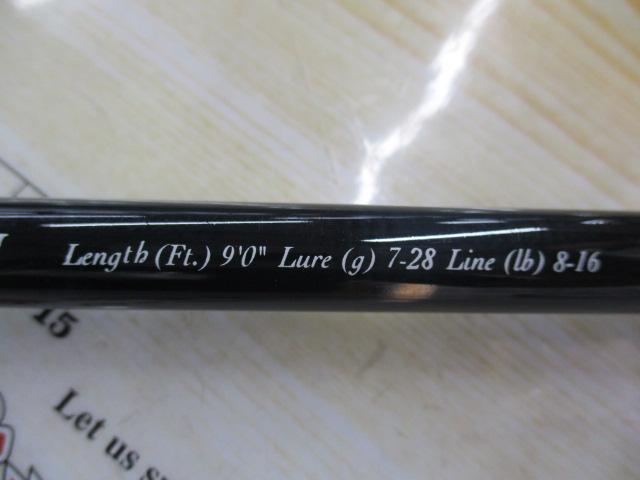 Length (Ft.) 9'0" Lure (g) 7-28 Line (lb) 8-16
15
Let us